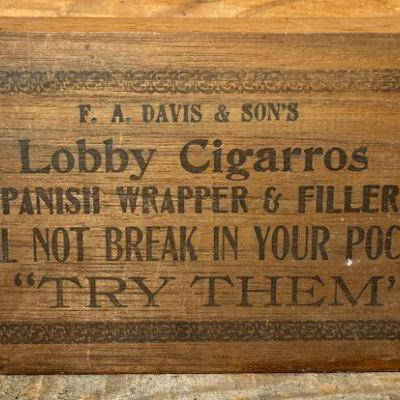 F. A. DAVIS & SON'S
Lobby Cigarros
PANISH WRAPPER & FILLER
L NOT BREAK IN YOUR POC
"TRY THEM"